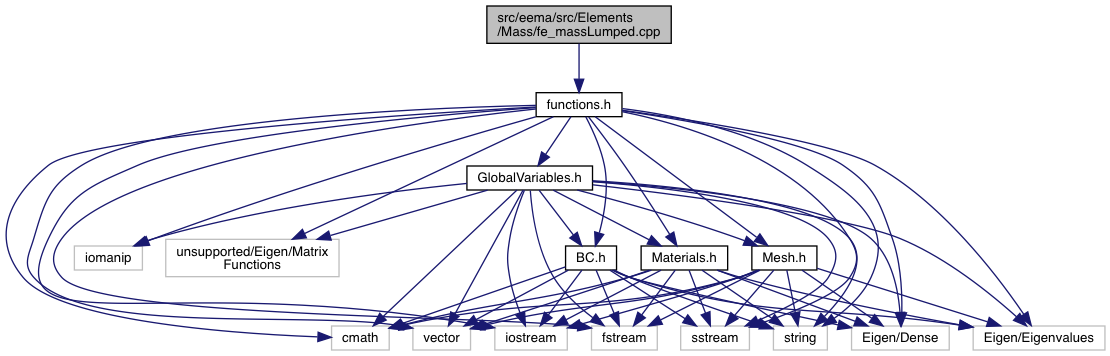 src/eema/src/Elements
/Mass/fe_massLumped.cpp
functions.h
GlobalVariables.h
iomanip
unsupported/Eigen/Matrix
Functions
BC.h
Materials.h
Mesh.h
cmath
vector
iostream
fstream
sstream
string
Eigen/Dense
Eigen/Eigenvalues